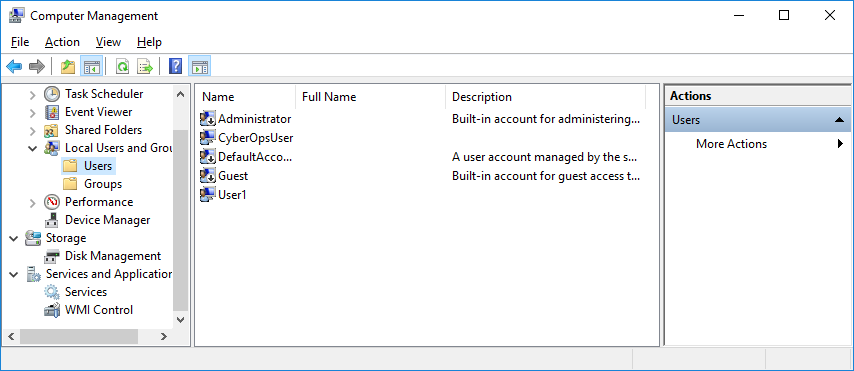 Computer Management
File Action View Help
Task Scheduler
Event Viewer
Shared Folders
Local Users and Grou
Users
Groups
Performance
Device Manager
Storage
Disk Management
Services and Application
Services
WMI Control
Name Full Name Description
Administrator Built-in account for administering...
CyberOpsUser
DefaultAcco... A user account managed by the s...
Guest Built-in account for guest access t...
User1
Actions
Users
More Actions